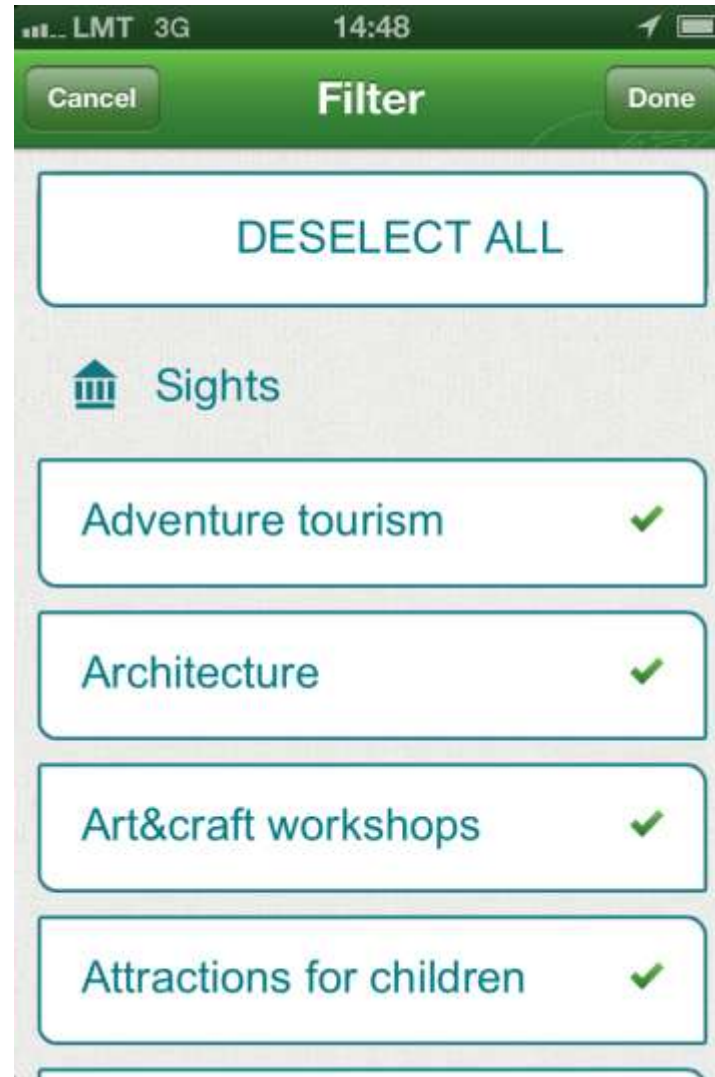 LMT 3G 14:48
Cancel Filter Done
DESELECT ALL
Sights
Adventure tourism
Architecture
Art&craft workshops
Attractions for children